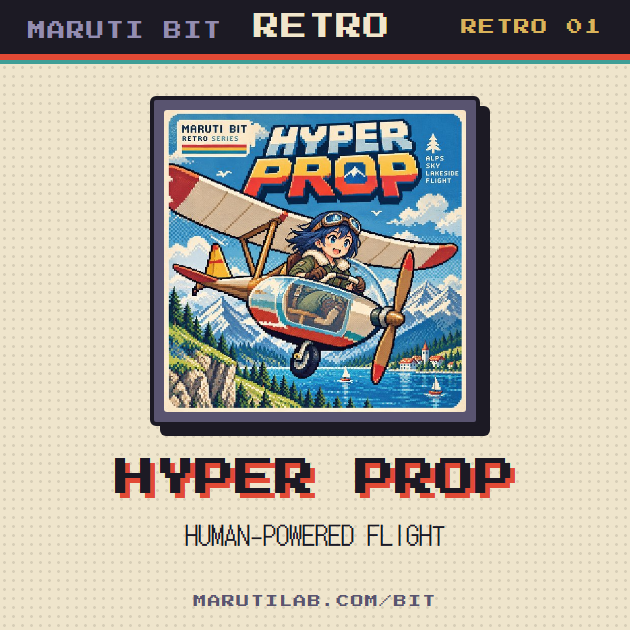 MARUTI BIT RETRO RETRO 01
MARUTI BIT
RETRO SERIES
HYPER
PROP
ALPS
SKY
LAKESIDE
FLIGHT
HYPER PROP
HUMAN-POWERED FLIGHT
MARUTILAB.COM/BIT